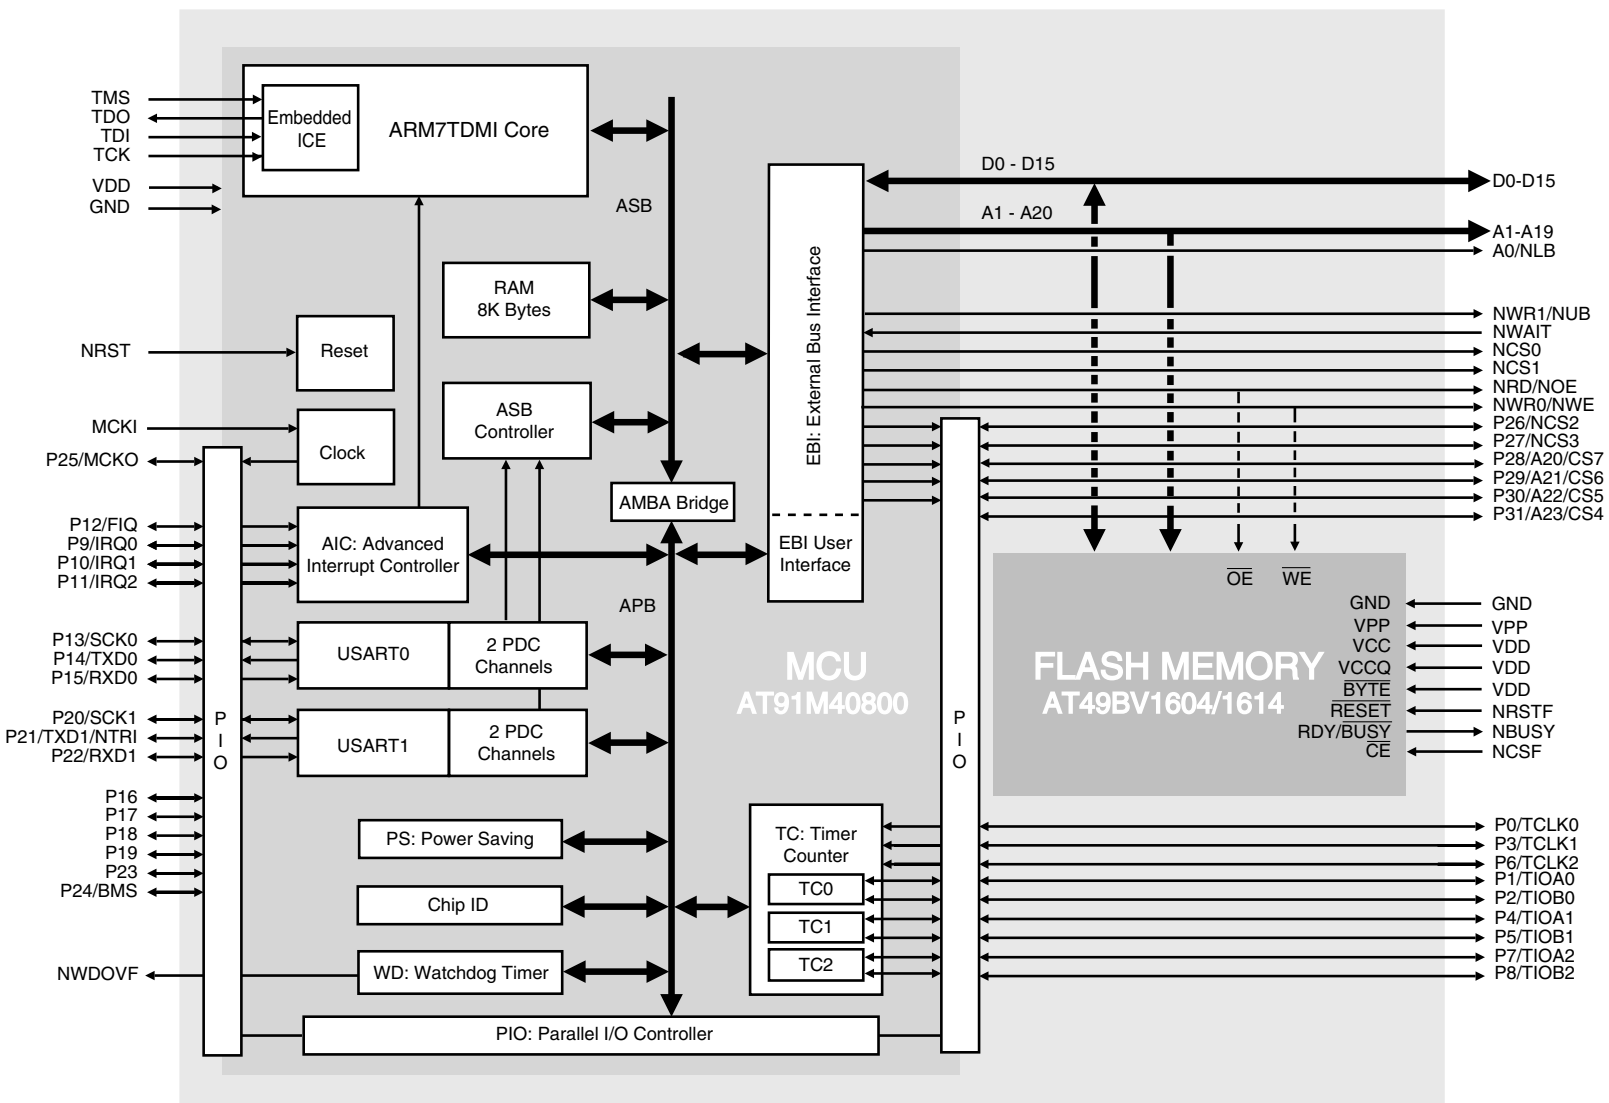 TMS
TDO
TDI
TCK
VDD
GND
Embedded
ICE
ARM7TDMI Core
ASB
RAM
8K Bytes
NRST
Reset
MCKI
P25/MCKO
Clock
ASB
Controller
AMBA Bridge
EBI: External Bus Interface
EBI User
Interface
D0 - D15
A1 - A20
D0-D15
A1-A19
A0/NLB
NWR1/NUB
NWAIT
NCS0
NCS1
NRD/NOE
NWR0/NWE
P26/NCS2
P27/NCS3
P28/A20/CS7
P29/A21/CS6
P30/A22/CS5
P31/A23/CS4
P12/FIQ
P9/IRQ0
P10/IRQ1
P11/IRQ2
AIC: Advanced
Interrupt Controller
APB
P13/SCK0
P14/TXD0
P15/RXD0
USART0
2 PDC
Channels
P20/SCK1
P21/TXD1/NTRI
P22/RXD1
USART1
2 PDC
Channels
PIO
MCU
AT91M40800
PIO
FLASH MEMORY
AT49BV1604/1614
OE
WE
GND
VPP
VCC
VCCQ
BYTE
RESET
RDY/BUSY
CE
GND
VPP
VDD
VDD
VDD
NRSTF
NBUSY
NCSF
P16
P17
P18
P19
P23
P24/BMS
NWDOVF
PS: Power Saving
Chip ID
WD: Watchdog Timer
PIO: Parallel I/O Controller
TC: Timer
Counter
TC0
TC1
TC2
P0/TCLK0
P3/TCLK1
P6/TCLK2
P1/TIOA0
P2/TIOB0
P4/TIOA1
P5/TIOB1
P7/TIOA2
P8/TIOB2